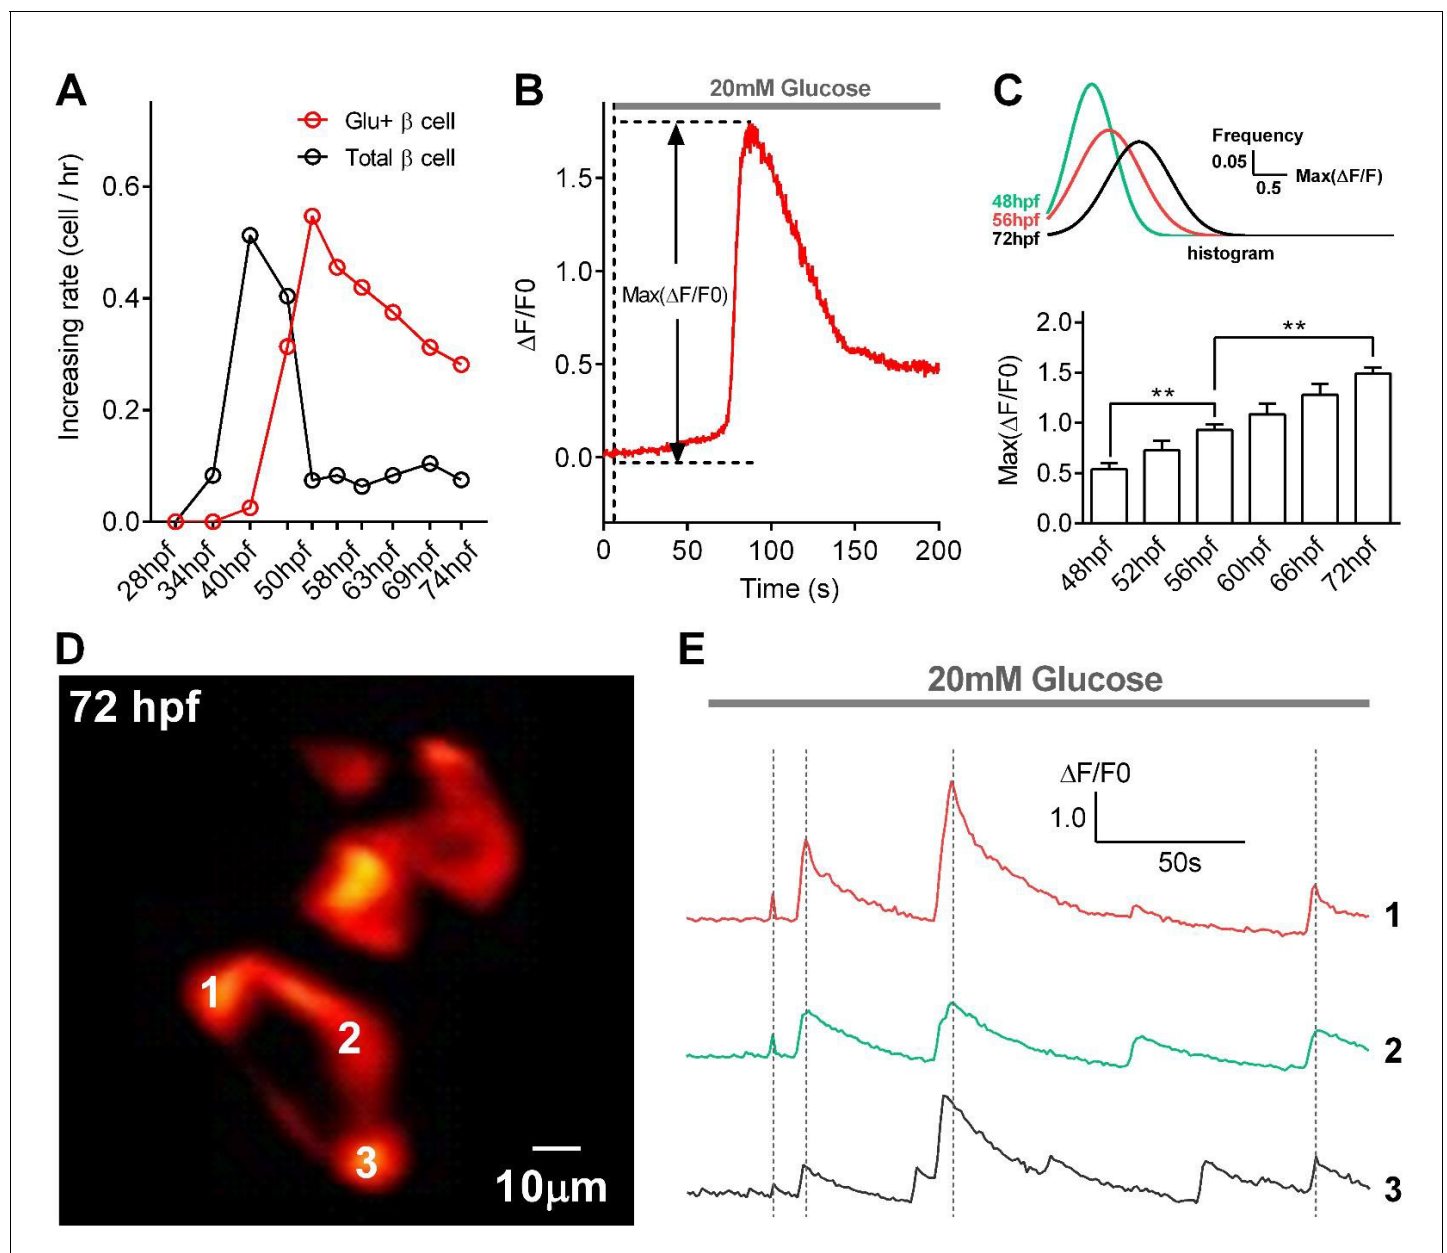 A
Glu+ β cell
Total β cell
Increasing rate (cell / hr)
0.6
0.4
0.2
0.0
28hpf
34hpf
40hpf
50hpf
58hpf
63hpf
69hpf
74hpf
B
20mM Glucose
ΔF/F0
1.5
1.0
0.5
0.0
Max(ΔF/F0)
0
50
100
150
200
Time (s)
C
Frequency
0.05
0.5
Max(ΔF/F)
48hpf
56hpf
72hpf
histogram
Max(ΔF/F0)
2.0
1.5
1.0
0.5
0.0
**
**
48hpf
52hpf
56hpf
60hpf
66hpf
72hpf
D
72 hpf
1
2
3
10μm
E
20mM Glucose
ΔF/F0
1.0
50s
1
2
3